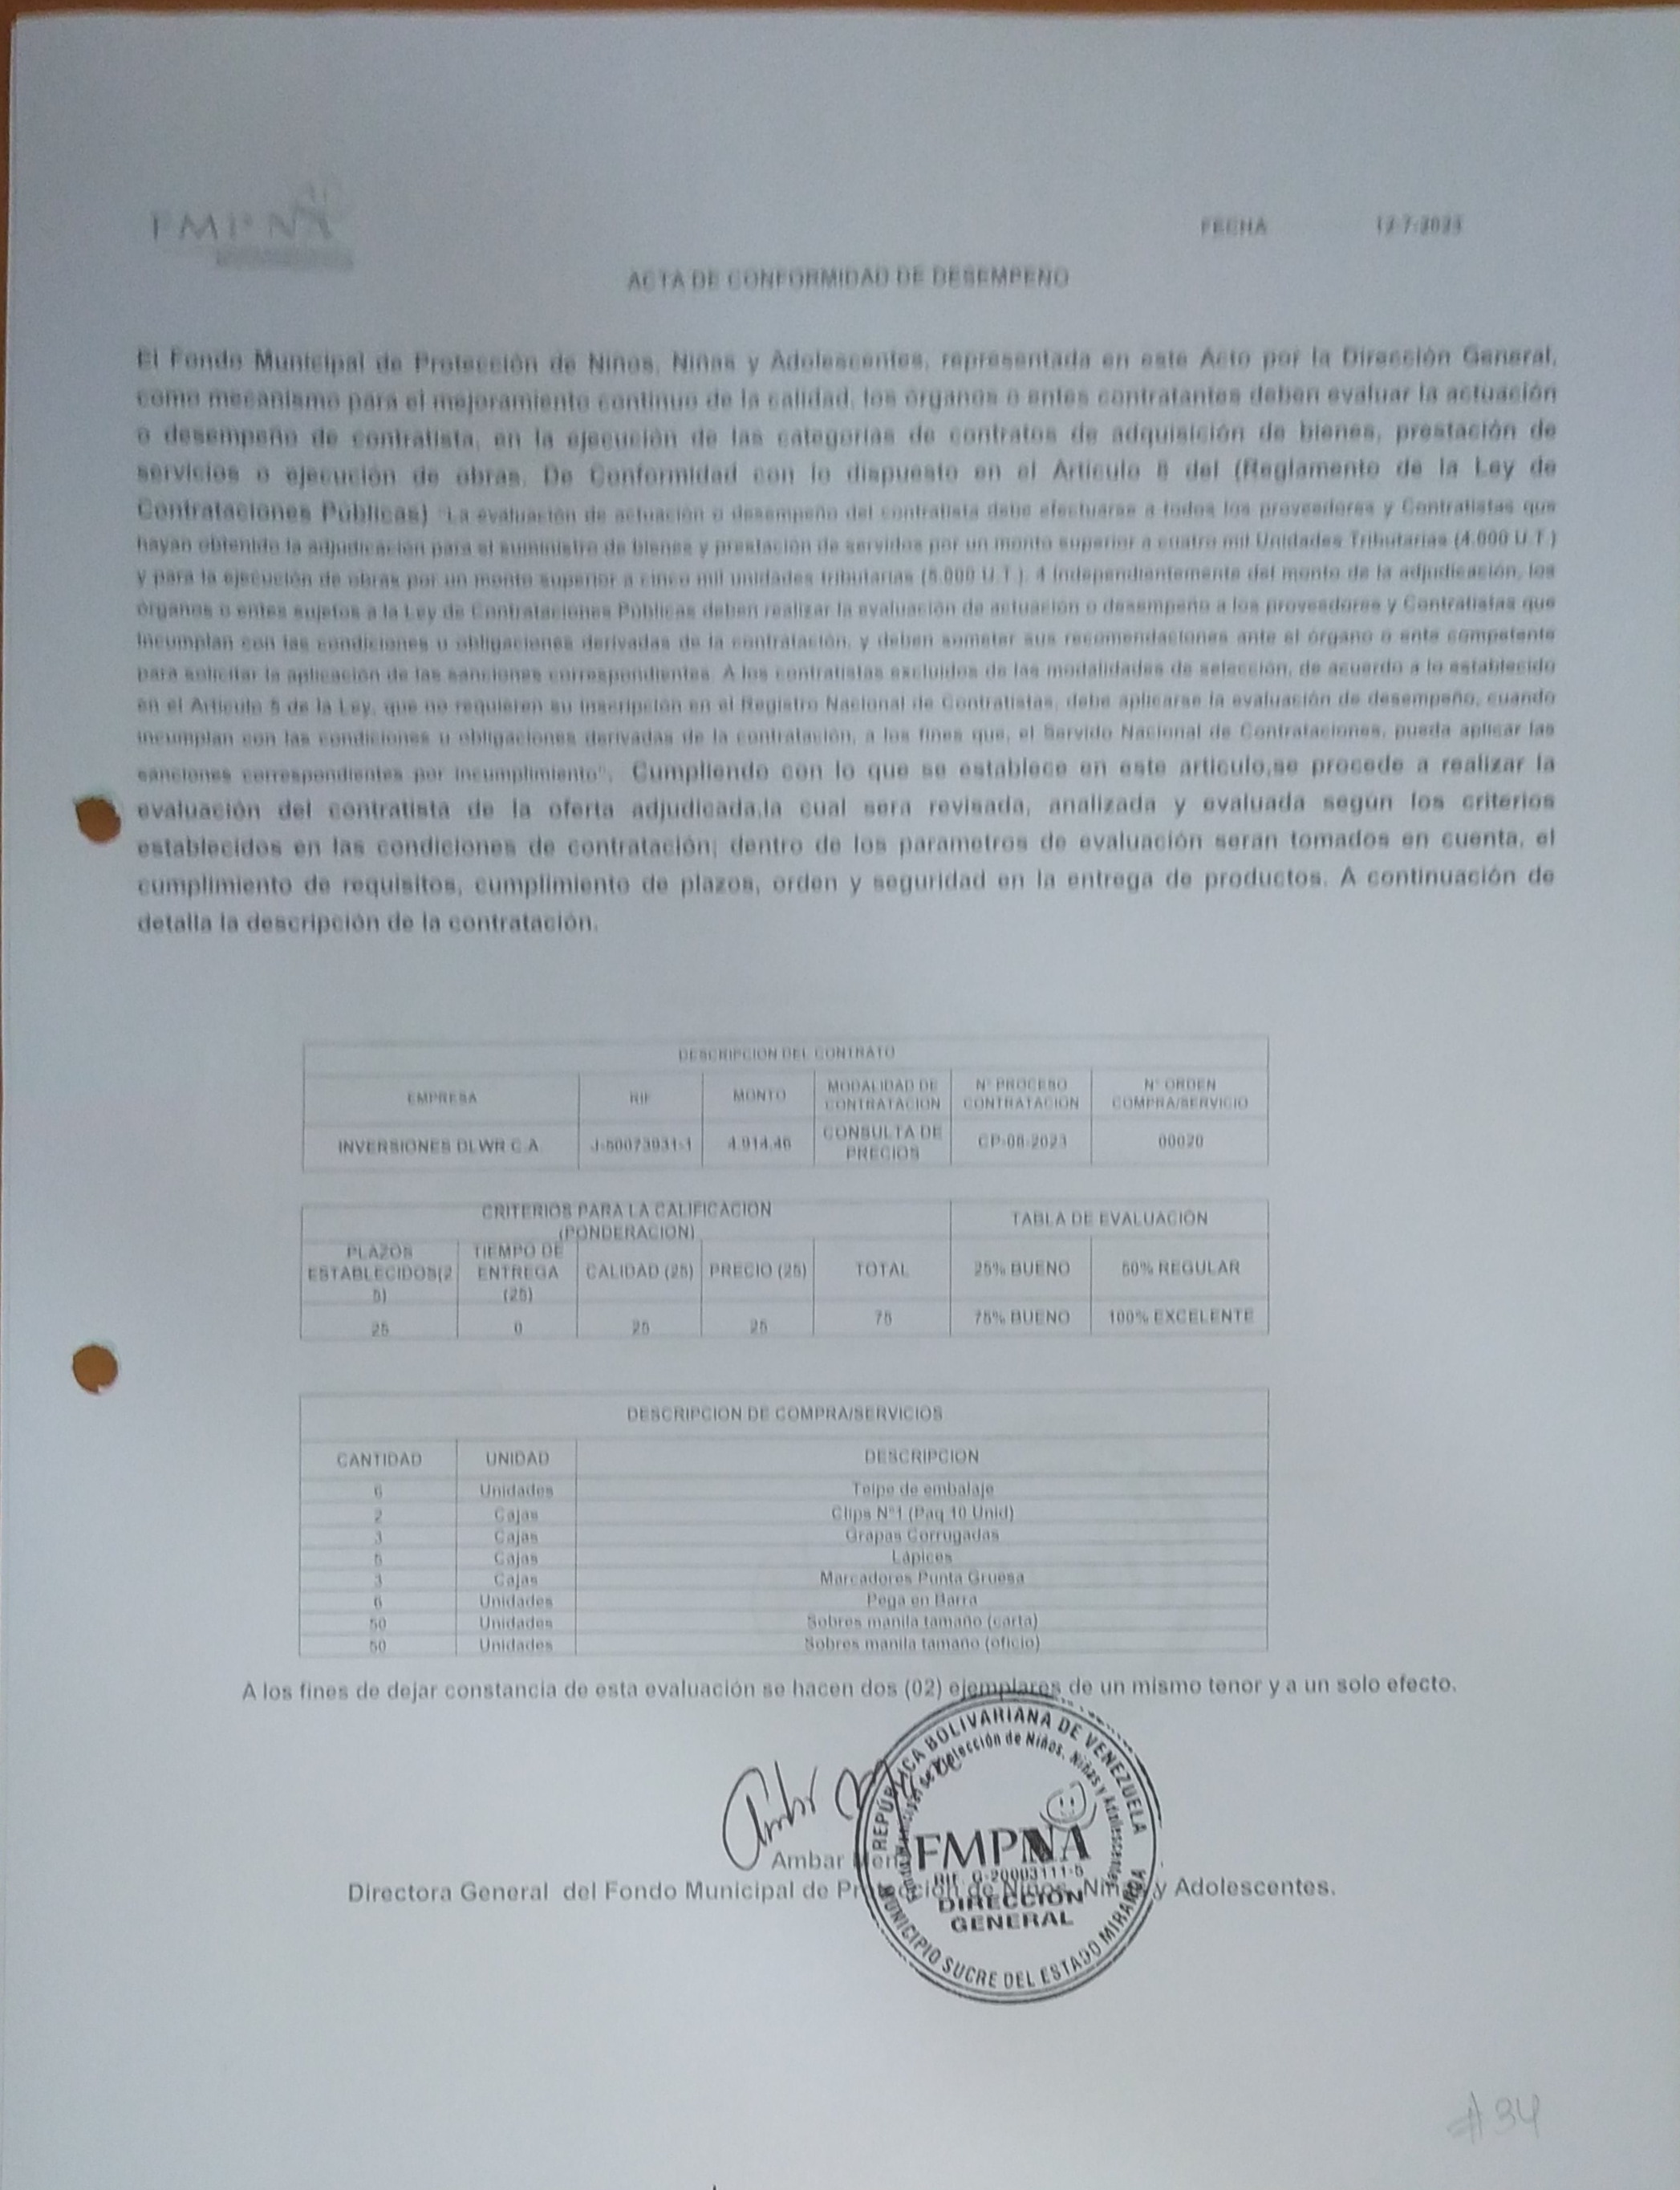 FMPNA
FECHA 12-7-2023
ACTA DE CONFORMIDAD DE DESEMPEÑO
El Fondo Municipal de Protección de Niños, Niñas y Adolescentes, representada en este Acto por la Dirección General,
como mecanismo para el mejoramiento continuo de la calidad, los órganos o entes contratantes deben evaluar la actuación
o desempeño de contratista, en la ejecución de las categorías de contratos de adquisición de bienes, prestación de
servicios o ejecución de obras. De Conformidad con lo dispuesto en el Artículo 8 del (Reglamento de la Ley de
Contrataciones Públicas) "La evaluación de actuación o desempeño del contratista debe efectuarse a todos los proveedores y Contratistas que
hayan obtenido la adjudicación para el suministro de bienes y prestación de servidos por un monto superior a cuatro mil Unidades Tributarias (4.000 U.T.)
y para la ejecución de obras por un monto superior a cinco mil unidades tributarias (5.000 U.T.). 4 Independientemente del monto de la adjudicación, los
órganos o entes sujetos a la Ley de Contrataciones Públicas deben realizar la evaluación de actuación o desempeño a los proveedores y Contratistas que
incumplan con las condiciones u obligaciones derivadas de la contratación, y deben someter sus recomendaciones ante el órgano o ente competente
para solicitar la aplicación de las sanciones correspondientes. A los contratistas excluidos de las modalidades de selección, de acuerdo a lo establecido
en el Artículo 5 de la Ley, que no requieren su inscripción en el Registro Nacional de Contratistas, debe aplicarse la evaluación de desempeño, cuando
incumplan con las condiciones u obligaciones derivadas de la contratación, a los fines que, el Servido Nacional de Contrataciones, pueda aplicar las
sanciones correspondientes por incumplimiento". Cumpliendo con lo que se establece en este articulo,se procede a realizar la
evaluación del contratista de la oferta adjudicada,la cual sera revisada, analizada y evaluada según los criterios
establecidos en las condiciones de contratación; dentro de los parametros de evaluación seran tomados en cuenta, el
cumplimiento de requisitos, cumplimiento de plazos, orden y seguridad en la entrega de productos. A continuación de
detalla la descripción de la contratación.
DESCRIPCION DEL CONTRATO
EMPRESA RIF MONTO MODALIDAD DE CONTRATACION N° PROCESO CONTRATACION N° ORDEN COMPRA/SERVICIO
INVERSIONES DLWR C.A. J-50073931-1 4.914,46 CONSULTA DE PRECIOS CP-08-2023 00020
CRITERIOS PARA LA CALIFICACION (PONDERACION) TABLA DE EVALUACIÓN
PLAZOS ESTABLECIDOS(25) TIEMPO DE ENTREGA (25) CALIDAD (25) PRECIO (25) TOTAL 25% BUENO 50% REGULAR
25 0 25 25 75 75% BUENO 100% EXCELENTE
DESCRIPCION DE COMPRA/SERVICIOS
CANTIDAD UNIDAD DESCRIPCION
6 Unidades Teipe de embalaje
2 Cajas Clips N°1 (Paq 10 Unid)
3 Cajas Grapas Corrugadas
Cajas Lápices
3 Cajas Marcadores Punta Gruesa
6 Unidades Pega en Barra
50 Unidades Sobres manila tamaño (carta)
50 Unidades Sobres manila tamaño (oficio)
A los fines de dejar constancia de esta evaluación se hacen dos (02) ejemplares de un mismo tenor y a un solo efecto.
Ambar
Directora General del Fondo Municipal de Protección de Niños, Niñas y Adolescentes.
REPÚBLICA BOLIVARIANA DE VENEZUELA
Fondo Municipal de Protección de Niños, Niñas y Adolescentes
FMPNA
RIF. G-20003111-5
DIRECCIÓN
GENERAL
MUNICIPIO SUCRE DEL ESTADO MIRANDA
#34